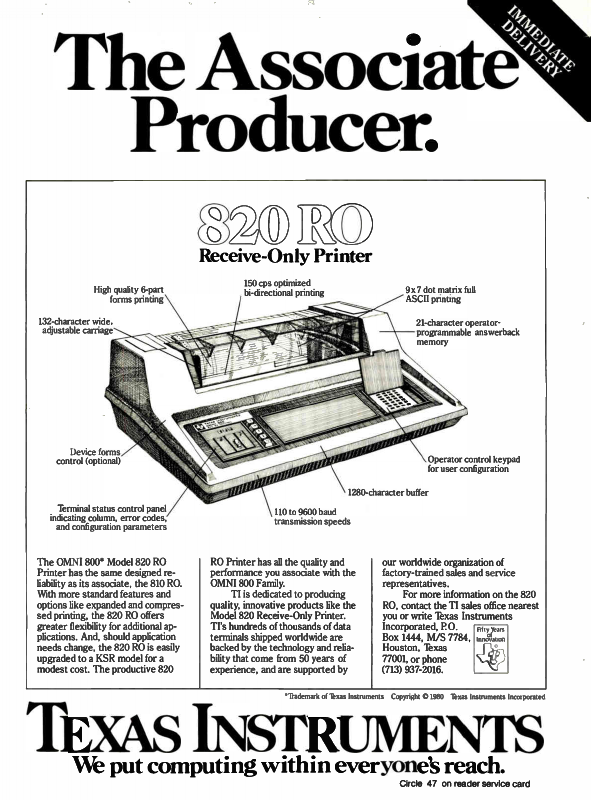 IMMEDIATE
DELIVERY
The Associate
Producer.
820 RO
Receive-Only Printer
High quality 6-part
forms printing
150 cps optimized
bi-directional printing
9x7 dot matrix full
ASCII printing
132-character wide,
adjustable carriage
21-character operator-
programmable answerback
memory
Device forms
control (optional)
Operator control keypad
for user configuration
1280-character buffer
Terminal status control panel
indicating column, error codes,
and configuration parameters
110 to 9600 baud
transmission speeds
The OMNI 800* Model 820 RO
Printer has the same designed re-
liability as its associate, the 810 RO.
With more standard features and
options like expanded and compres-
sed printing, the 820 RO offers
greater flexibility for additional ap-
plications. And, should application
needs change, the 820 RO is easily
upgraded to a KSR model for a
modest cost. The productive 820
RO Printer has all the quality and
performance you associate with the
OMNI 800 Family.
TI is dedicated to producing
quality, innovative products like the
Model 820 Receive-Only Printer.
TI's hundreds of thousands of data
terminals shipped worldwide are
backed by the technology and relia-
bility that come from 50 years of
experience, and are supported by
our worldwide organization of
factory-trained sales and service
representatives.
For more information on the 820
RO, contact the TI sales office nearest
you or write Texas Instruments
Incorporated, P.O.
Box 1444, M/S 7784,
Houston, Texas
77001, or phone
(713) 937-2016.
Fifty Years
of
Innovation
*Trademark of Texas Instruments Copyright © 1980 Texas Instruments Incorporated
TEXAS INSTRUMENTS
We put computing within everyone's reach.
Circle 47 on reader service card